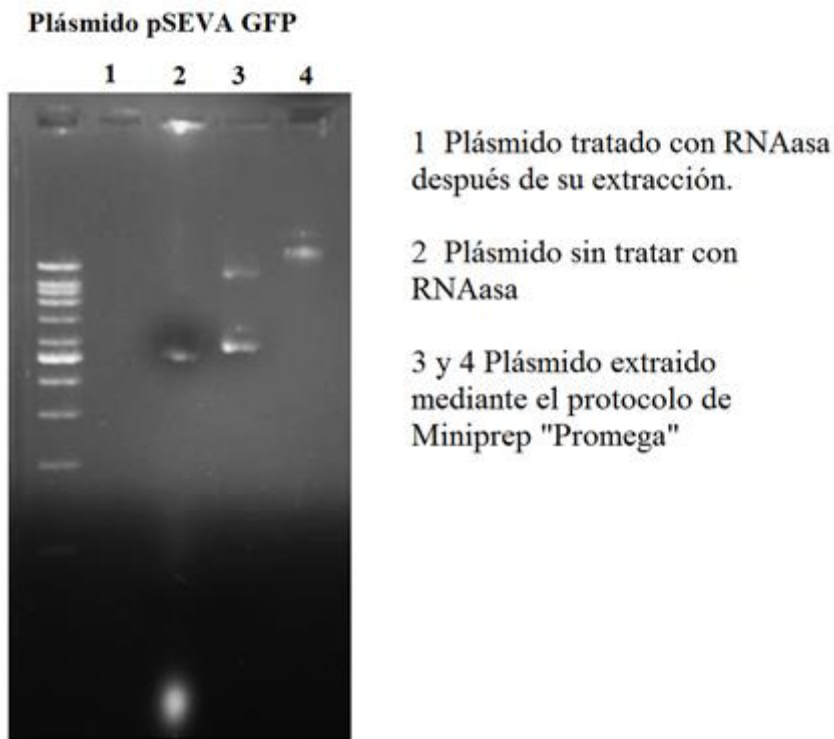 Plásmido pSEVA GFP
1 2 3 4
1 Plásmido tratado con RNAasa
después de su extracción.
2 Plásmido sin tratar con
RNAasa
3 y 4 Plásmido extraido
mediante el protocolo de
Miniprep "Promega"